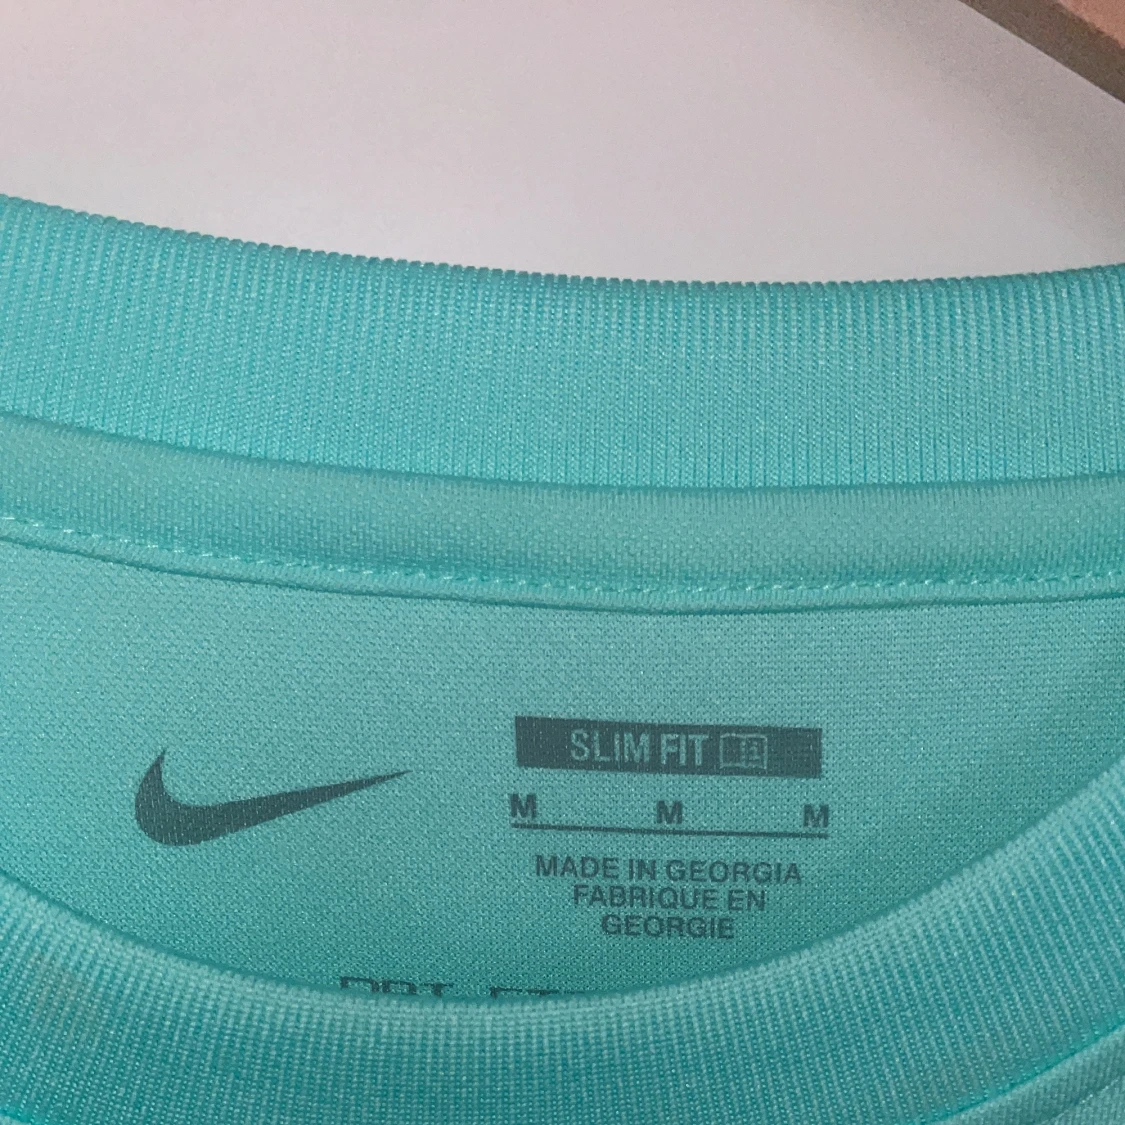 SLIM FIT
M M M
MADE IN GEORGIA
FABRIQUE EN
GEORGIE